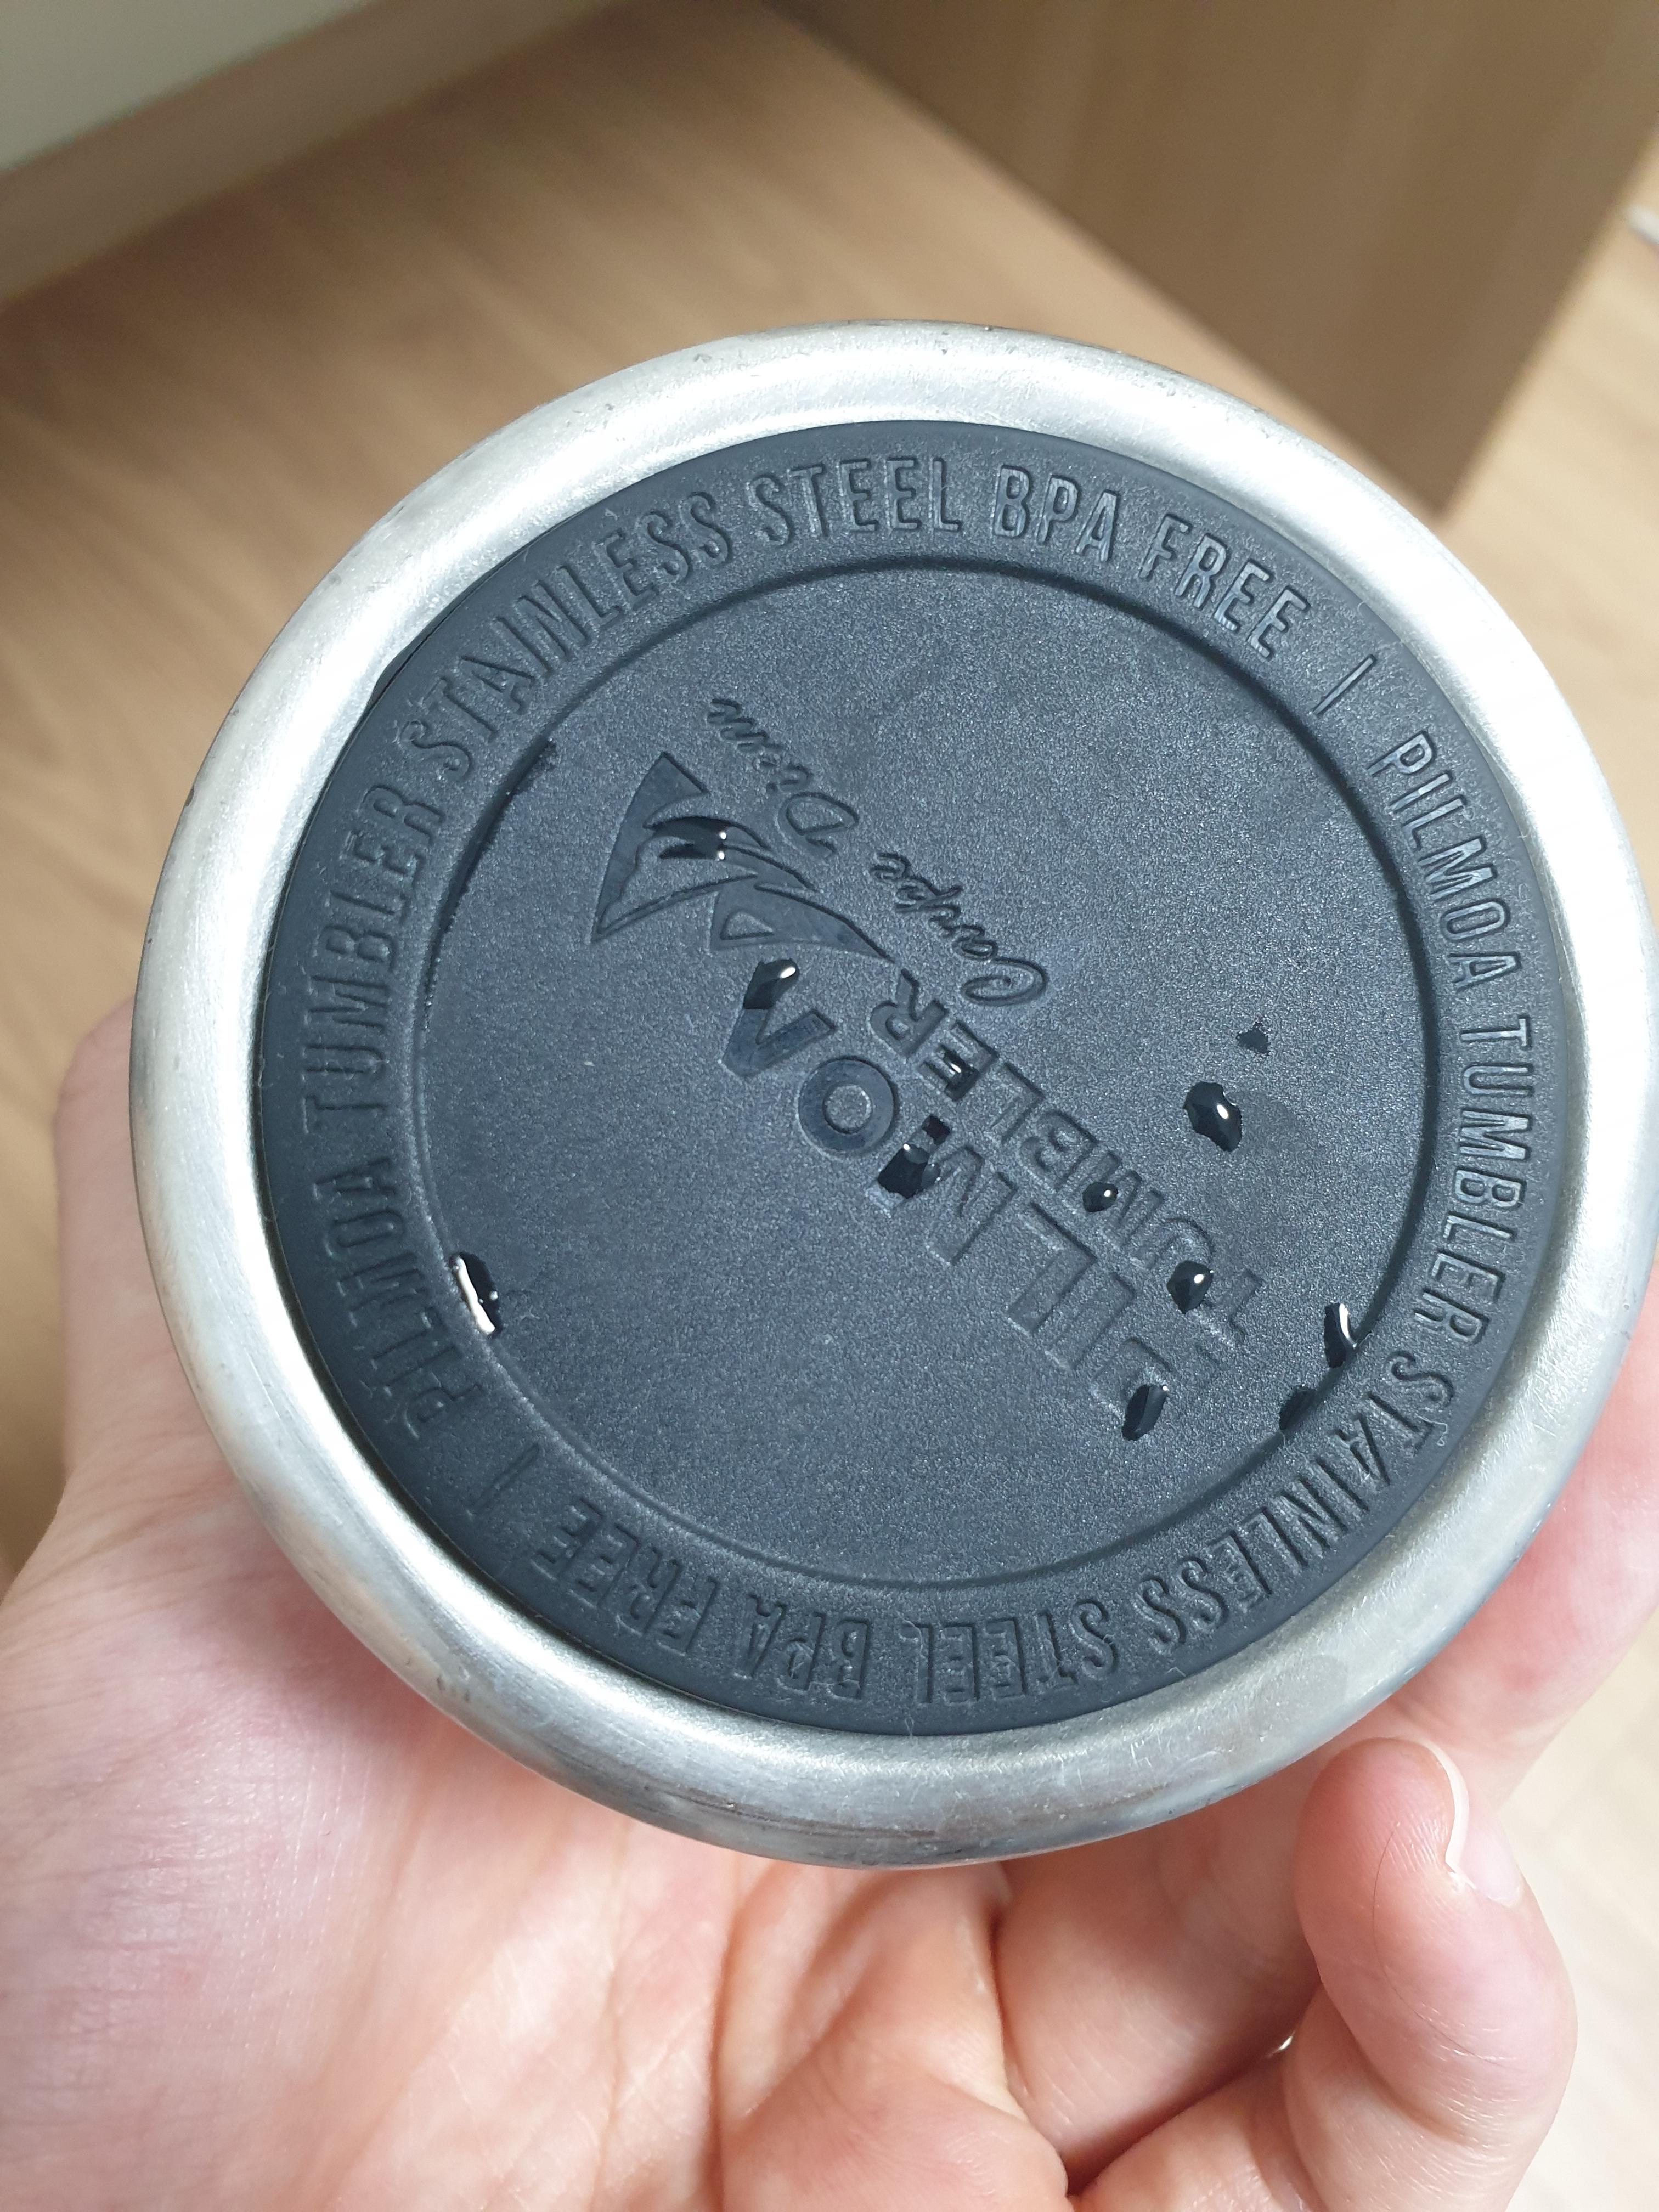 PILMOA TUMBLER STAINLESS STEEL BPA FREE |
PILMOA TUMBLER STAINLESS STEEL BPA FREE |
PILMOA
TUMBLER
Carpe Diem